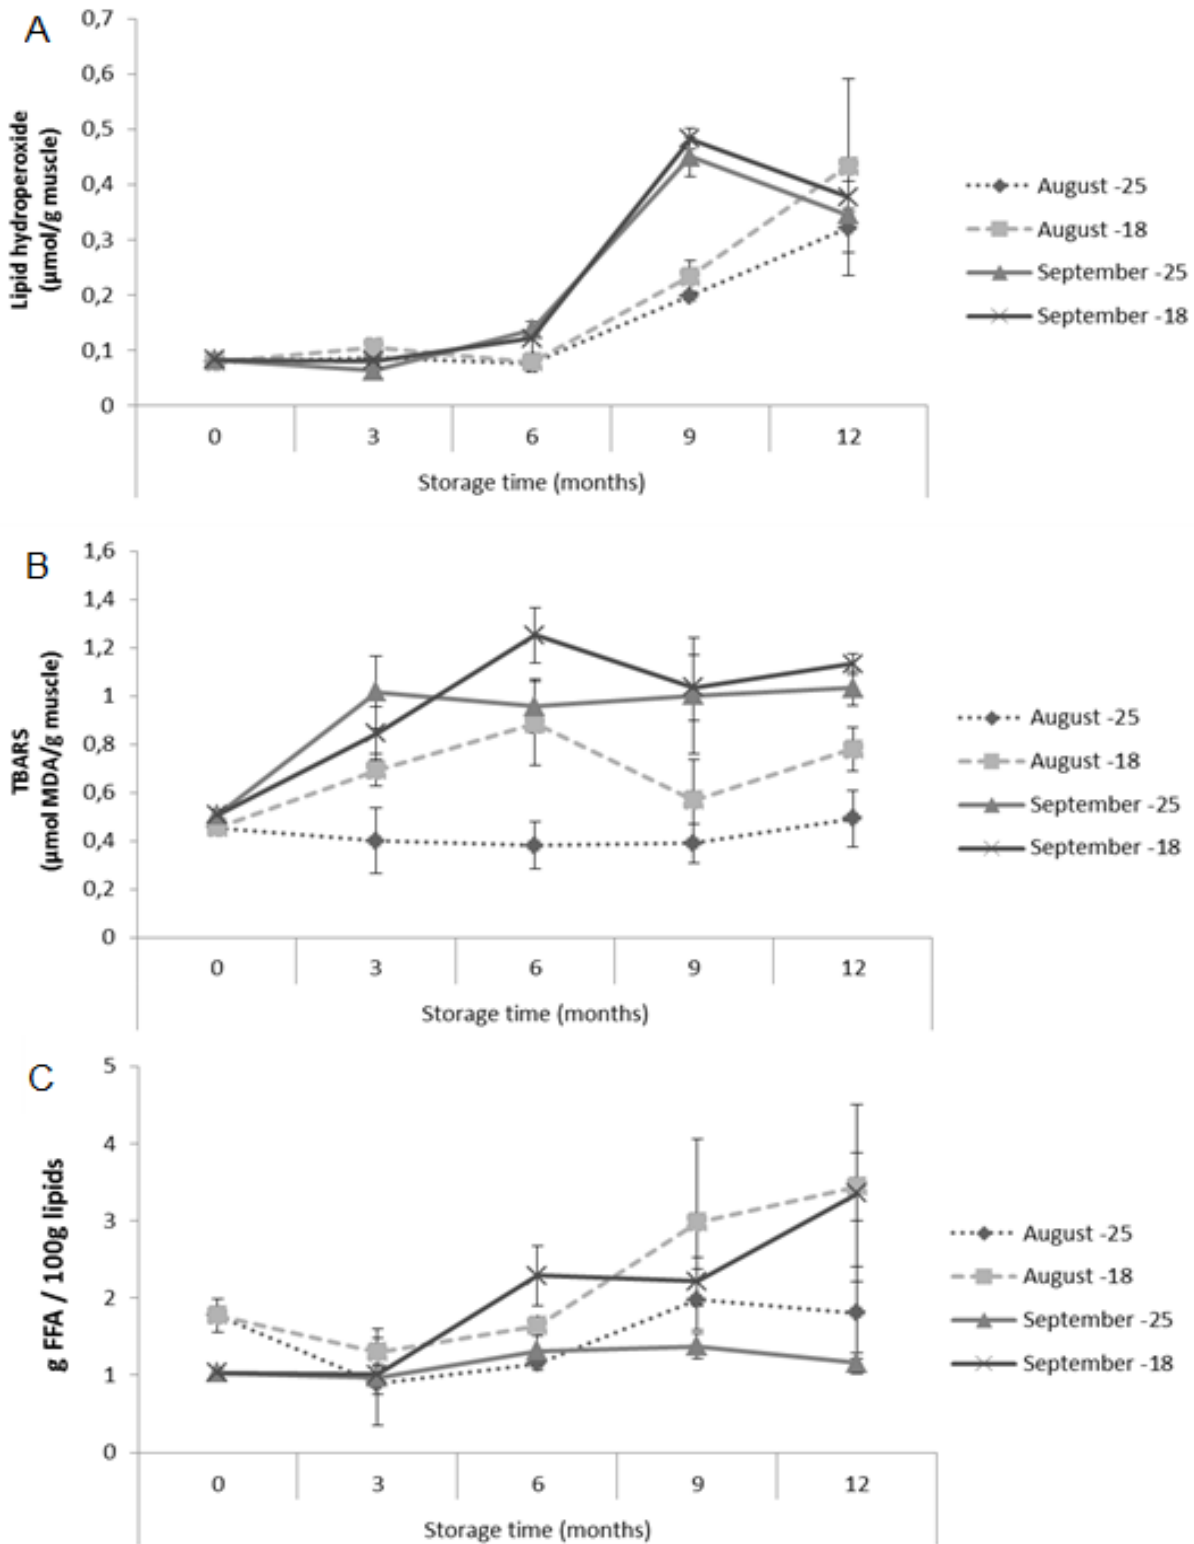 A
Lipid hydroperoxide
(µmol/g muscle)
0,7
0,6
0,5
0,4
0,3
0,2
0,1
0
0 3 6 9 12
Storage time (months)
August -25
August -18
September -25
September -18
B
TBARS
(µmol MDA/g muscle)
1,6
1,4
1,2
1
0,8
0,6
0,4
0,2
0
0 3 6 9 12
Storage time (months)
August -25
August -18
September -25
September -18
C
g FFA / 100g lipids
5
4
3
2
1
0
0 3 6 9 12
Storage time (months)
August -25
August -18
September -25
September -18